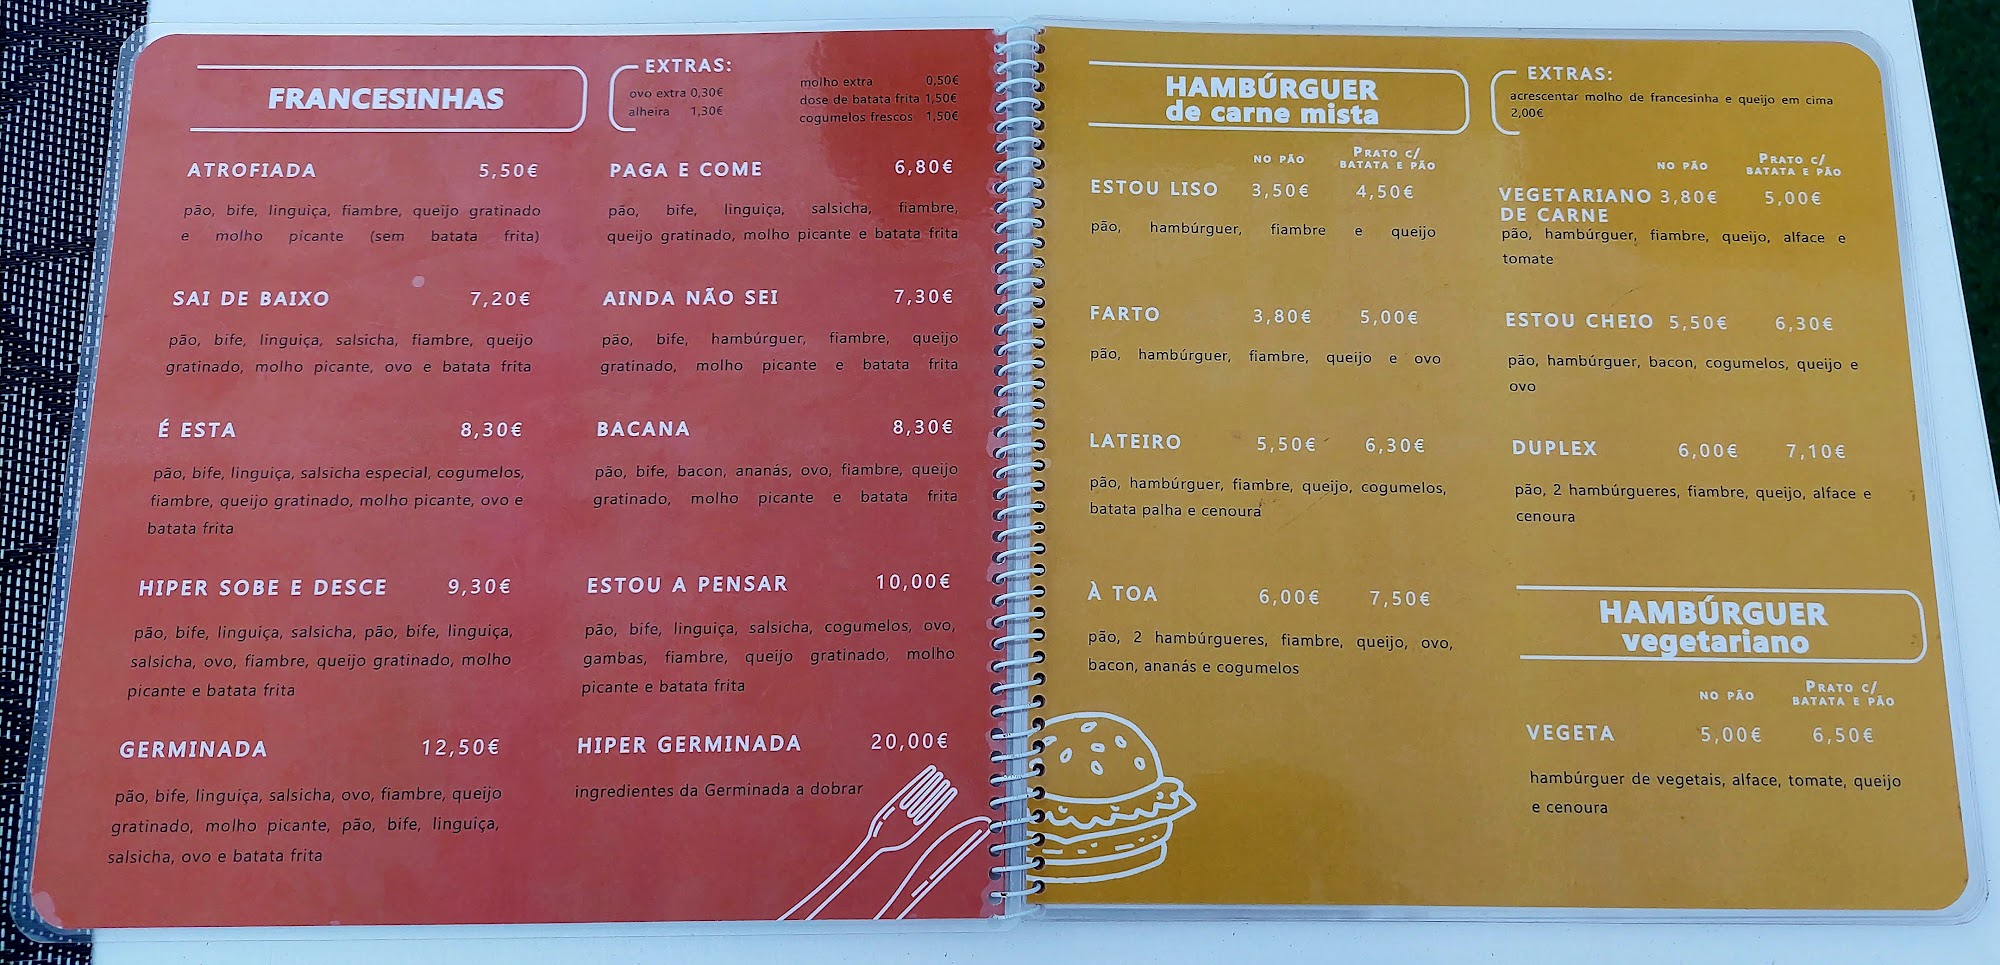 FRANCESINHAS
EXTRAS:
ovo extra 0,30€
alheira 1,30€
molho extra 0,50€
dose de batata frita 1,50€
cogumelos frescos 1,50€
ATROFIADA 5,50€
pão, bife, linguiça, fiambre, queijo gratinado
e molho picante (sem batata frita)
SAI DE BAIXO 7,20€
pão, bife, linguiça, salsicha, fiambre, queijo
gratinado, molho picante, ovo e batata frita
É ESTA 8,30€
pão, bife, linguiça, salsicha especial, cogumelos,
fiambre, queijo gratinado, molho picante, ovo e
batata frita
HIPER SOBE E DESCE 9,30€
pão, bife, linguiça, salsicha, pão, bife, linguiça,
salsicha, ovo, fiambre, queijo gratinado, molho
picante e batata frita
GERMINADA 12,50€
pão, bife, linguiça, salsicha, ovo, fiambre, queijo
gratinado, molho picante, pão, bife, linguiça,
salsicha, ovo e batata frita
PAGA E COME 6,80€
pão, bife, linguiça, salsicha, fiambre,
queijo gratinado, molho picante e batata frita
AINDA NÃO SEI 7,30€
pão, bife, hambúrguer, fiambre, queijo
gratinado, molho picante e batata frita
BACANA 8,30€
pão, bife, bacon, ananás, ovo, fiambre, queijo
gratinado, molho picante e batata frita
ESTOU A PENSAR 10,00€
pão, bife, linguiça, salsicha, cogumelos, ovo,
gambas, fiambre, queijo gratinado, molho
picante e batata frita
HIPER GERMINADA 20,00€
ingredientes da Germinada a dobrar
HAMBÚRGUER
de carne mista
EXTRAS:
acrescentar molho de francesinha e queijo em cima
2,00€
NO PÃO PRATO C/
BATATA E PÃO
ESTOU LISO 3,50€ 4,50€
pão, hambúrguer, fiambre e queijo
FARTO 3,80€ 5,00€
pão, hambúrguer, fiambre, queijo e ovo
LATEIRO 5,50€ 6,30€
pão, hambúrguer, fiambre, queijo, cogumelos,
batata palha e cenoura
À TOA 6,00€ 7,50€
pão, 2 hambúrgueres, fiambre, queijo, ovo,
bacon, ananás e cogumelos
NO PÃO PRATO C/
BATATA E PÃO
VEGETARIANO 3,80€ 5,00€
DE CARNE
pão, hambúrguer, fiambre, queijo, alface e
tomate
ESTOU CHEIO 5,50€ 6,30€
pão, hambúrguer, bacon, cogumelos, queijo e
ovo
DUPLEX 6,00€ 7,10€
pão, 2 hambúrgueres, fiambre, queijo, alface e
cenoura
HAMBÚRGUER
vegetariano
NO PÃO PRATO C/
BATATA E PÃO
VEGETA 5,00€ 6,50€
hambúrguer de vegetais, alface, tomate, queijo
e cenoura